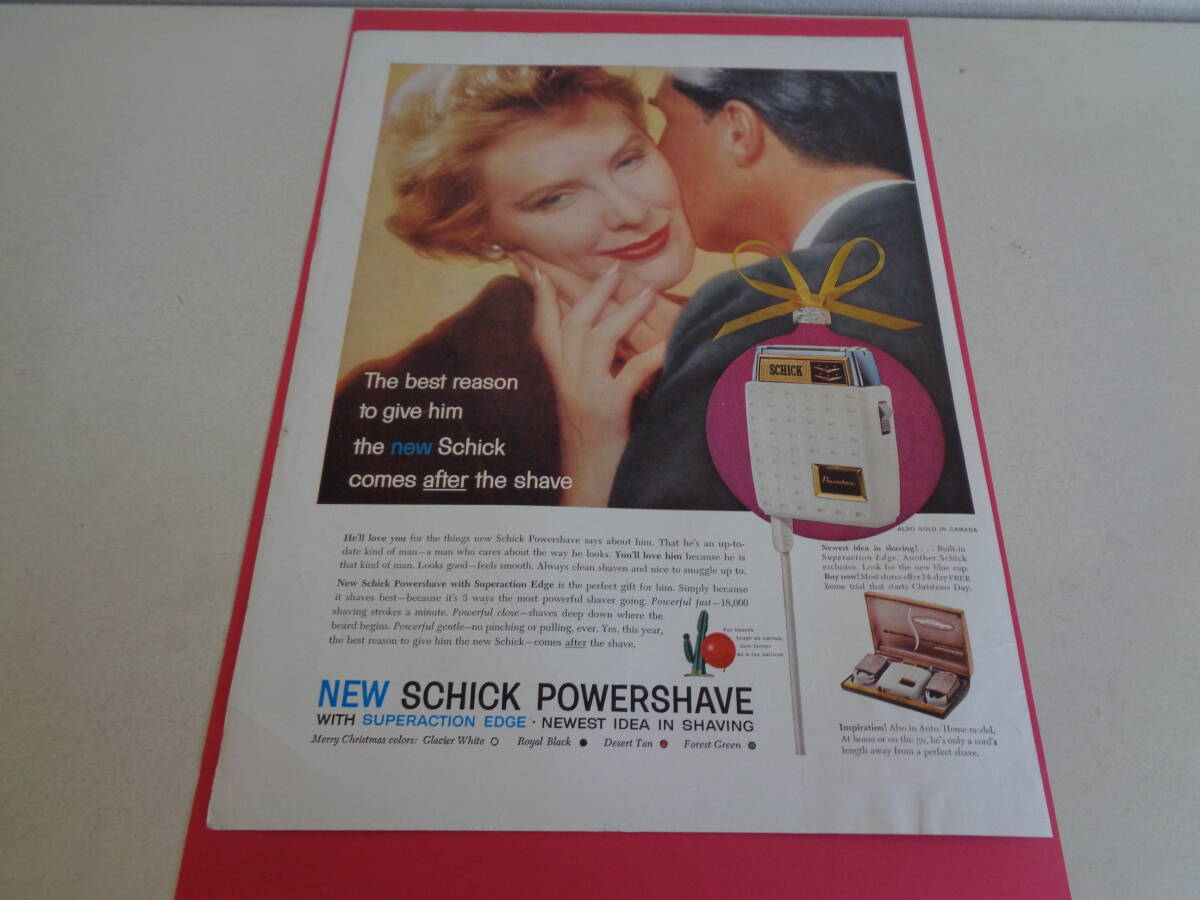 The best reason
to give him
the new Schick
comes after the shave
SCHICK
Powershave
ALSO SOLD IN CANADA
He'll love you for the things new Schick Powershave says about him. That he's an up-to-
date kind of man—a man who cares about the way he looks. You'll love him because he is
that kind of man. Looks good—feels smooth. Always clean shaven and nice to snuggle up to.
New Schick Powershave with Superaction Edge is the perfect gift for him. Simply because
it shaves best—because it's 3 ways the most powerful shaver going. Powerful fast—18,000
shaving strokes a minute. Powerful close—shaves deep down where the
beard begins. Powerful gentle—no pinching or pulling, ever. Yes, this year,
the best reason to give him the new Schick—comes after the shave.
For beards
tough as cactus,
skin tender
as a toy balloon
Newest idea in shaving! . . . Built-in
Superaction Edge. Another Schick
exclusive. Look for the new blue cap.
Buy now! Most stores offer 14-day FREE
home trial that starts Christmas Day.
NEW SCHICK POWERSHAVE
WITH SUPERACTION EDGE · NEWEST IDEA IN SHAVING
Merry Christmas colors: Glacier White Royal Black Desert Tan Forest Green
Inspiration! Also in Auto/Home model.
At home or on the go, he's only a cord's
length away from a perfect shave.